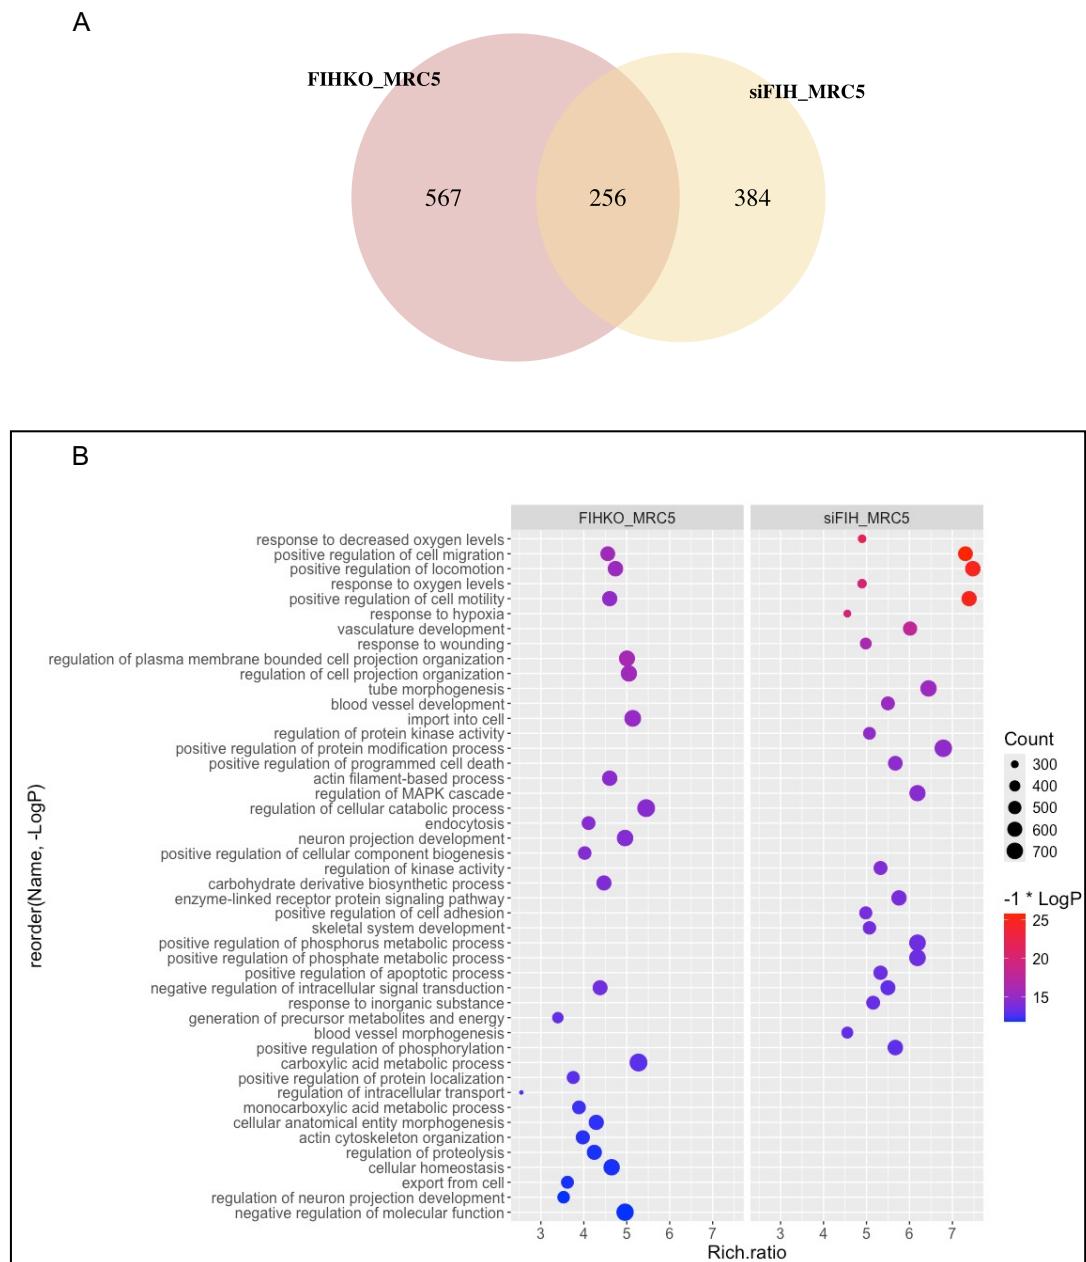 A
FIHKO_MRC5
siFIH_MRC5
567
256
384
B
FIHKO_MRC5
siFIH_MRC5
reorder(Name, -LogP)
response to decreased oxygen levels
positive regulation of cell migration
positive regulation of locomotion
response to oxygen levels
positive regulation of cell motility
response to hypoxia
vasculature development
response to wounding
regulation of plasma membrane bounded cell projection organization
regulation of cell projection organization
tube morphogenesis
blood vessel development
import into cell
regulation of protein kinase activity
positive regulation of protein modification process
positive regulation of programmed cell death
actin filament-based process
regulation of MAPK cascade
regulation of cellular catabolic process
endocytosis
neuron projection development
positive regulation of cellular component biogenesis
regulation of kinase activity
carbohydrate derivative biosynthetic process
enzyme-linked receptor protein signaling pathway
positive regulation of cell adhesion
skeletal system development
positive regulation of phosphorus metabolic process
positive regulation of phosphate metabolic process
positive regulation of apoptotic process
negative regulation of intracellular signal transduction
response to inorganic substance
generation of precursor metabolites and energy
blood vessel morphogenesis
positive regulation of phosphorylation
carboxylic acid metabolic process
positive regulation of protein localization
regulation of intracellular transport
monocarboxylic acid metabolic process
cellular anatomical entity morphogenesis
actin cytoskeleton organization
regulation of proteolysis
cellular homeostasis
export from cell
regulation of neuron projection development
negative regulation of molecular function
3 4 5 6 7
3 4 5 6 7
Rich.ratio
Count
300
400
500
600
700
-1 * LogP
25
20
15